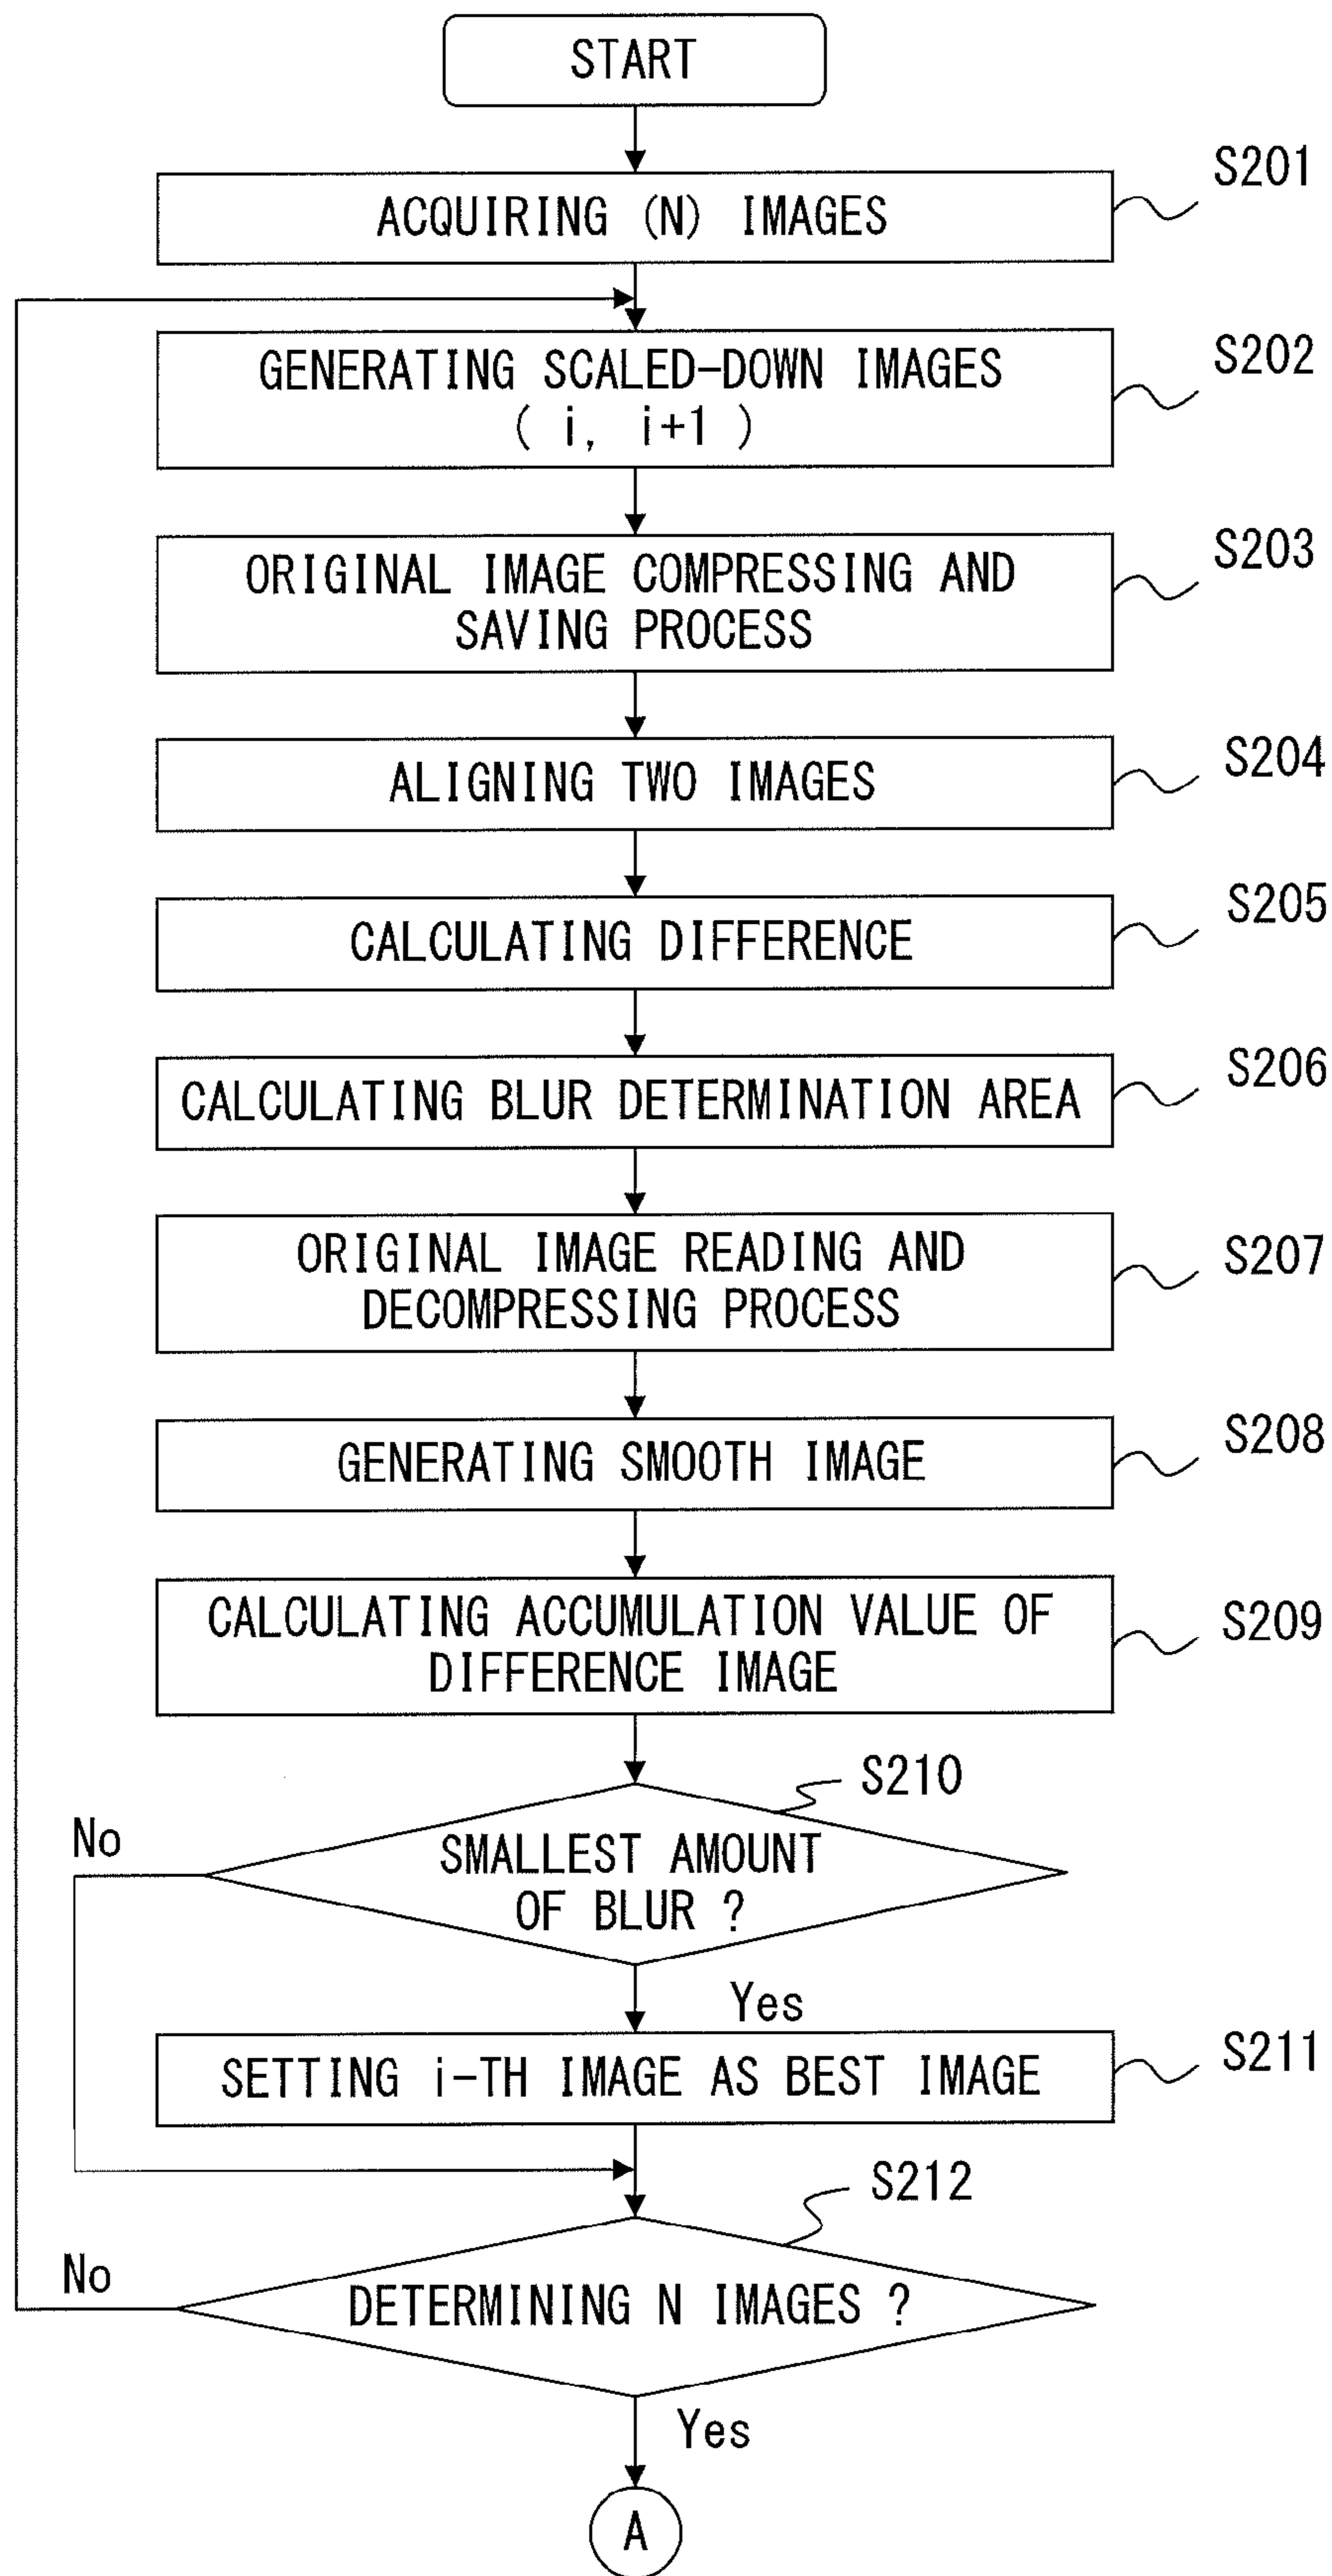 START
ACQUIRING (N) IMAGES
S201
GENERATING SCALED-DOWN IMAGES
( i, i+1 )
S202
ORIGINAL IMAGE COMPRESSING AND
SAVING PROCESS
S203
ALIGNING TWO IMAGES
S204
CALCULATING DIFFERENCE
S205
CALCULATING BLUR DETERMINATION AREA
S206
ORIGINAL IMAGE READING AND
DECOMPRESSING PROCESS
S207
GENERATING SMOOTH IMAGE
S208
CALCULATING ACCUMULATION VALUE OF
DIFFERENCE IMAGE
S209
S210
No
SMALLEST AMOUNT
OF BLUR ?
Yes
SETTING i-TH IMAGE AS BEST IMAGE
S211
S212
No
DETERMINING N IMAGES ?
Yes
A